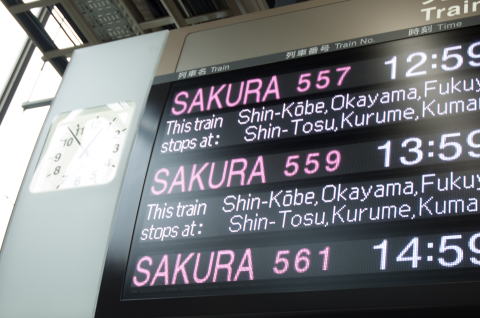 Train
列車名 Train 列車番号 Train No. 時刻 Time
SAKURA 557 12:59
This train Shin-Kōbe,Okayama,Fuku
stops at: Shin-Tosu,Kurume,Kuma
SAKURA 559 13:59
This train Shin-Kōbe,Okayama,Fuku
stops at: Shin-Tosu,Kurume,Kuma
SAKURA 561 14:59